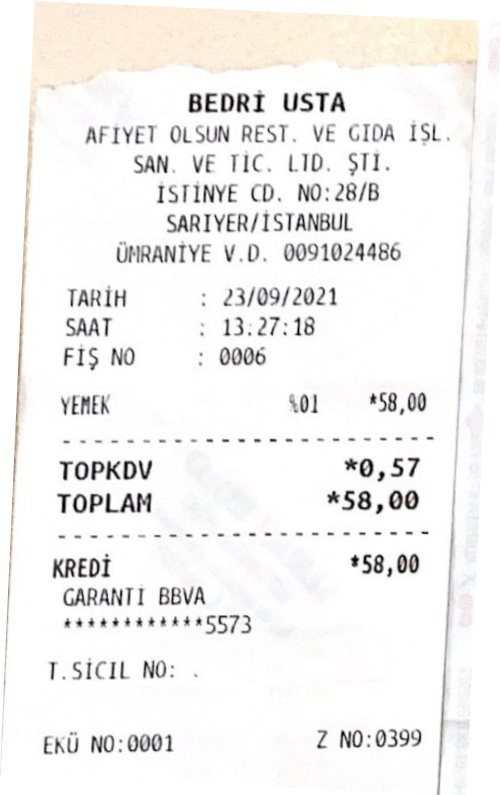 BEDRİ USTA
AFİYET OLSUN REST. VE GIDA İŞL.
SAN. VE TİC. LTD. ŞTİ.
İSTİNYE CD. NO:28/B
SARIYER/İSTANBUL
ÜMRANİYE V.D. 0091024486
TARİH : 23/09/2021
SAAT : 13:27:18
FİŞ NO : 0006
YEMEK %01 *58,00
TOPKDV *0,57
TOPLAM *58,00
KREDİ *58,00
GARANTİ BBVA
************5573
T.SİCİL NO: .
EKÜ NO:0001 Z NO:0399